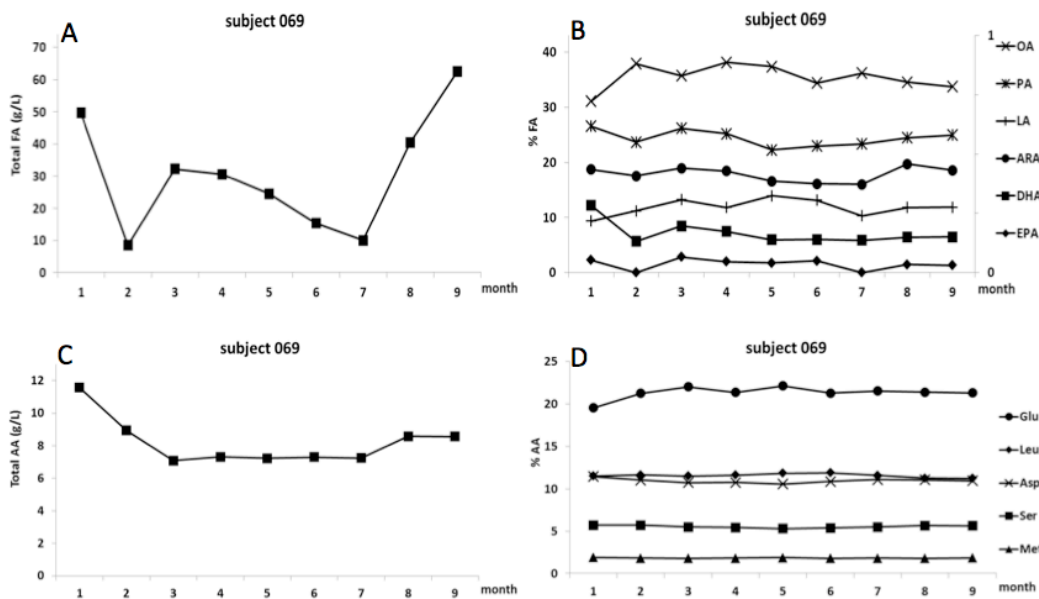 A
subject 069
Total FA (g/L)
70
60
50
40
30
20
10
0
1 2 3 4 5 6 7 8 9 month
B
subject 069
% FA
40
30
20
10
0
1
0
1 2 3 4 5 6 7 8 9 month
OA
PA
LA
ARA
DHA
EPA
C
subject 069
Total AA (g/L)
12
10
8
6
4
2
0
1 2 3 4 5 6 7 8 9 month
D
subject 069
% AA
25
20
15
10
5
0
1 2 3 4 5 6 7 8 9 month
Glu
Leu
Asp
Ser
Met